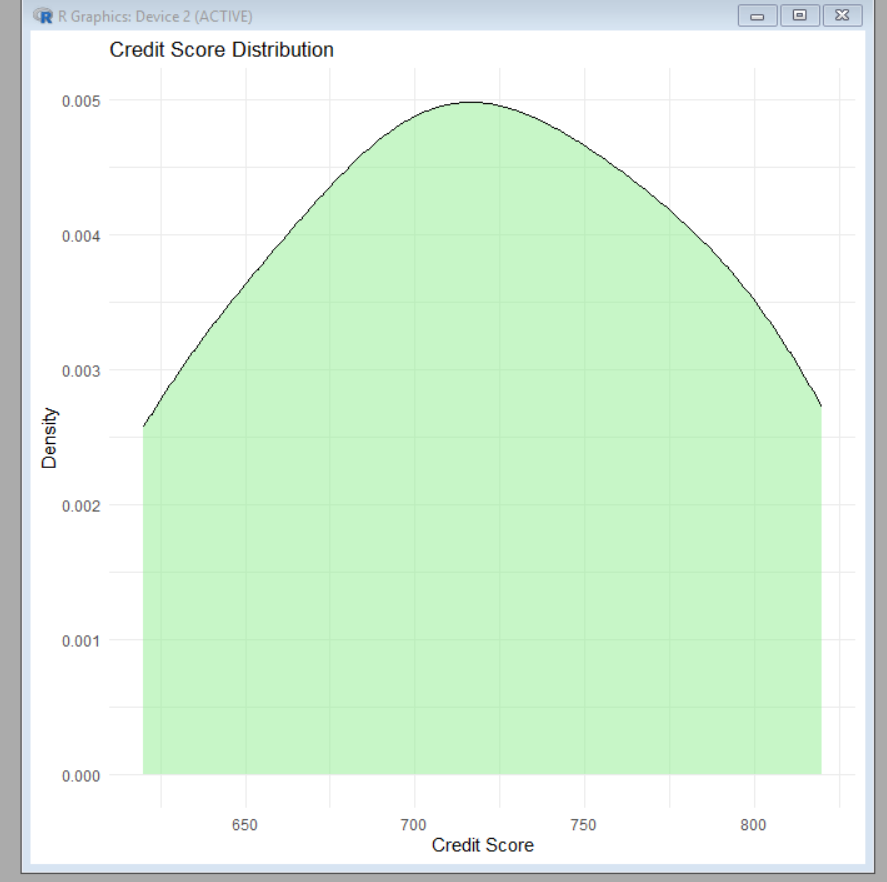 R Graphics: Device 2 (ACTIVE)
Credit Score Distribution
0.005
0.004
0.003
0.002
0.001
0.000
Density
650 700 750 800
Credit Score